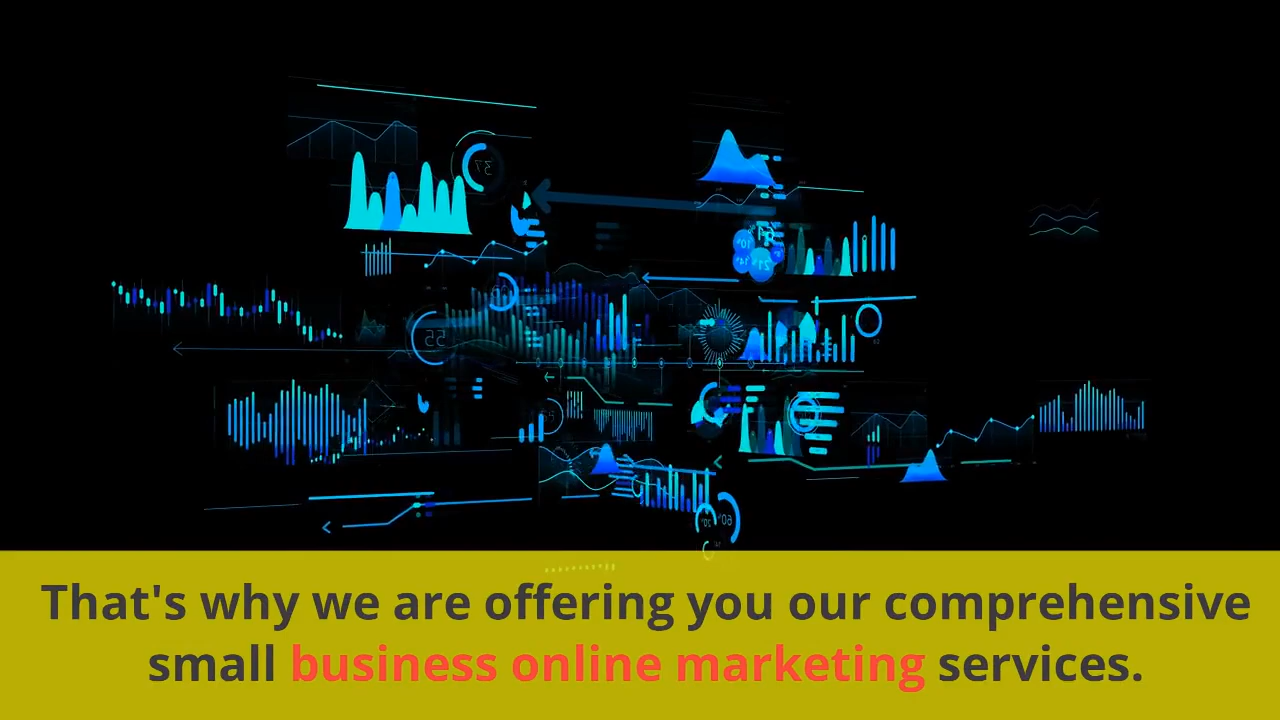 That's why we are offering you our comprehensive
small business online marketing services.